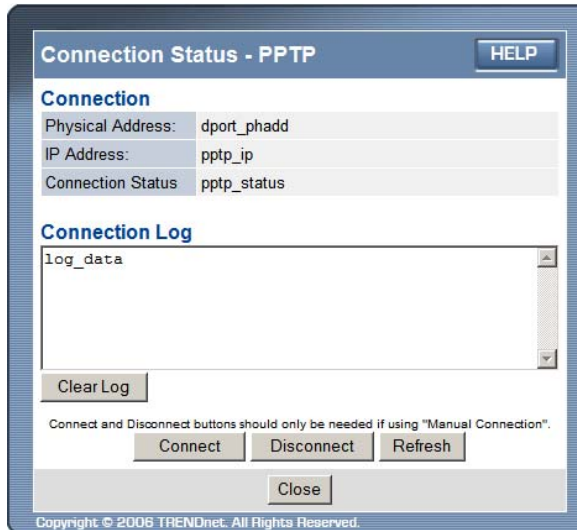 Connection Status - PPTP HELP
Connection
Physical Address: dport_phadd
IP Address: pptp_ip
Connection Status pptp_status
Connection Log
log_data
Clear Log
Connect and Disconnect buttons should only be needed if using "Manual Connection".
Connect Disconnect Refresh
Close
Copyright © 2006 TRENDnet. All Rights Reserved.